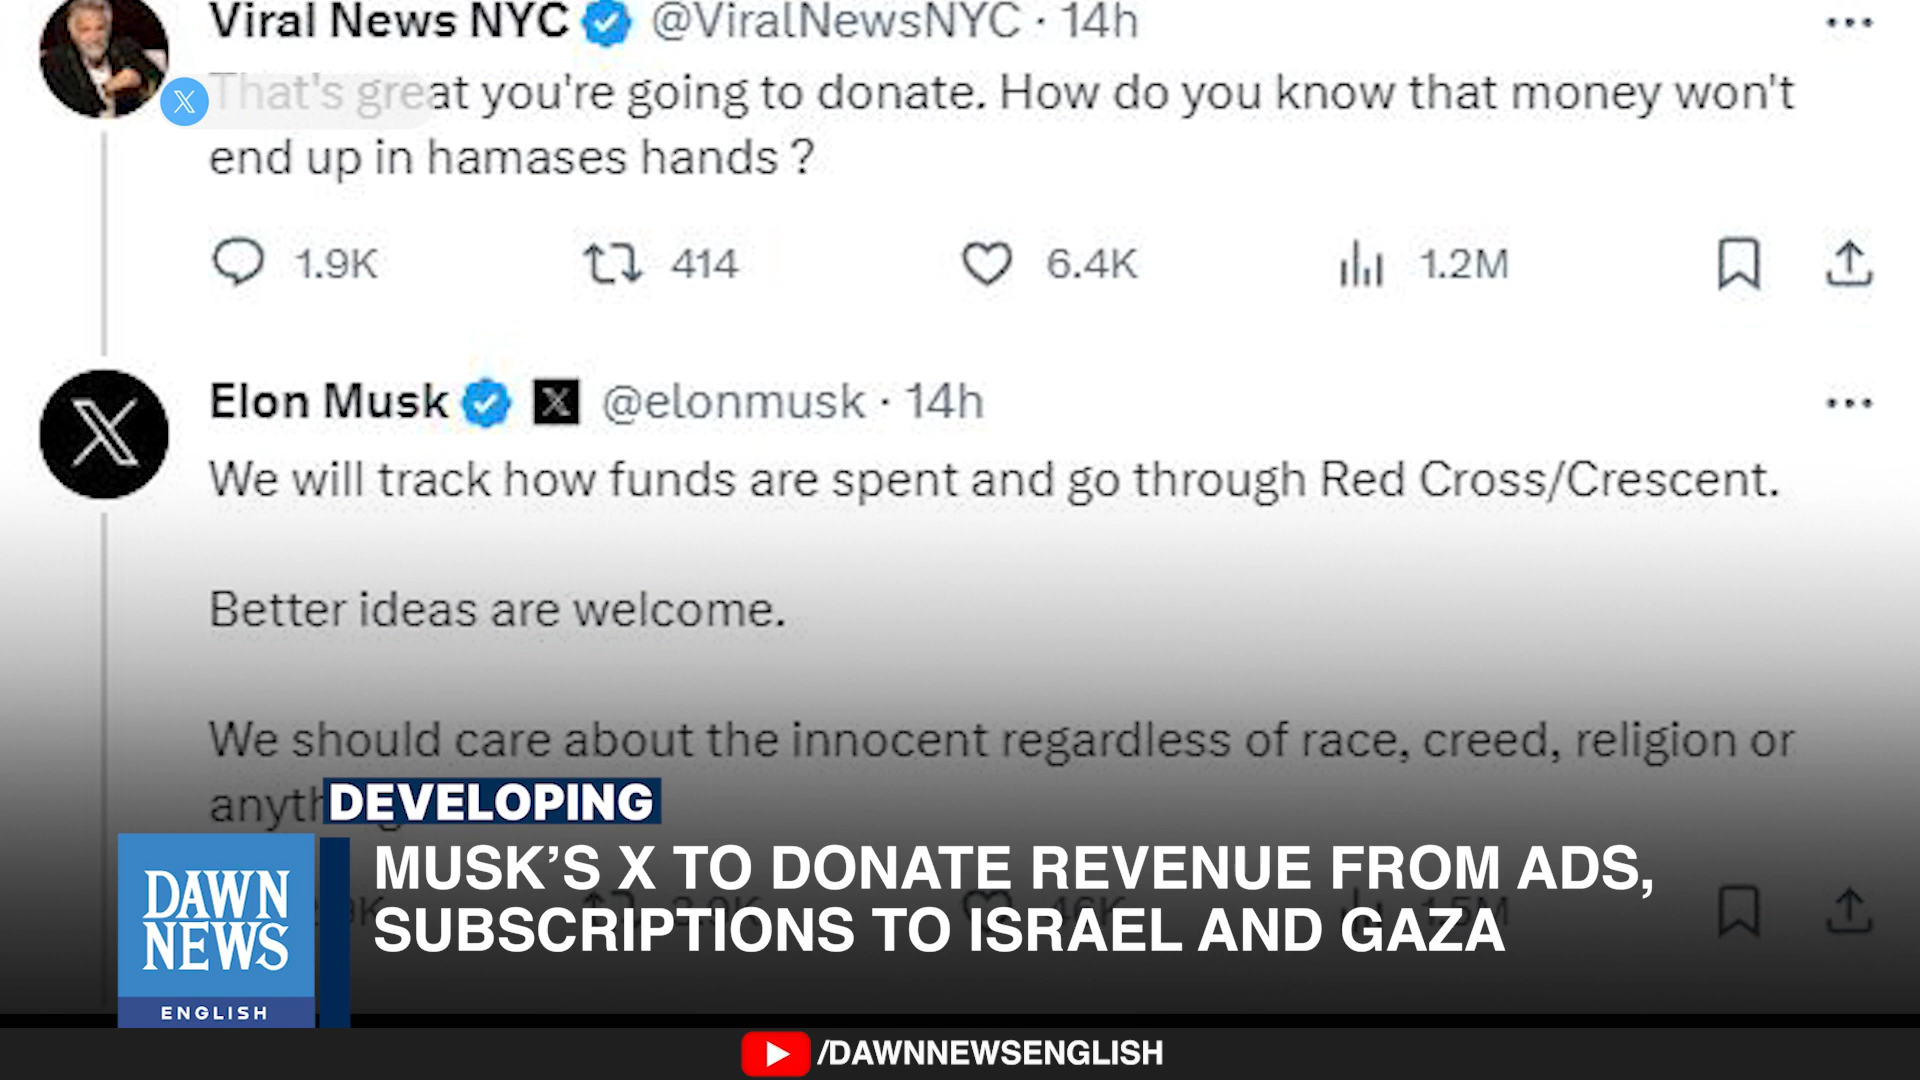 Viral News NYC @ViralNewsNYC · 14h
That's great you're going to donate. How do you know that money won't
end up in hamases hands ?
1.9K 414 6.4K 1.2M
Elon Musk @elonmusk · 14h
We will track how funds are spent and go through Red Cross/Crescent.
Better ideas are welcome.
We should care about the innocent regardless of race, creed, religion or
DEVELOPING
MUSK’S X TO DONATE REVENUE FROM ADS,
SUBSCRIPTIONS TO ISRAEL AND GAZA
DAWN
NEWS
ENGLISH
/DAWNNEWSENGLISH